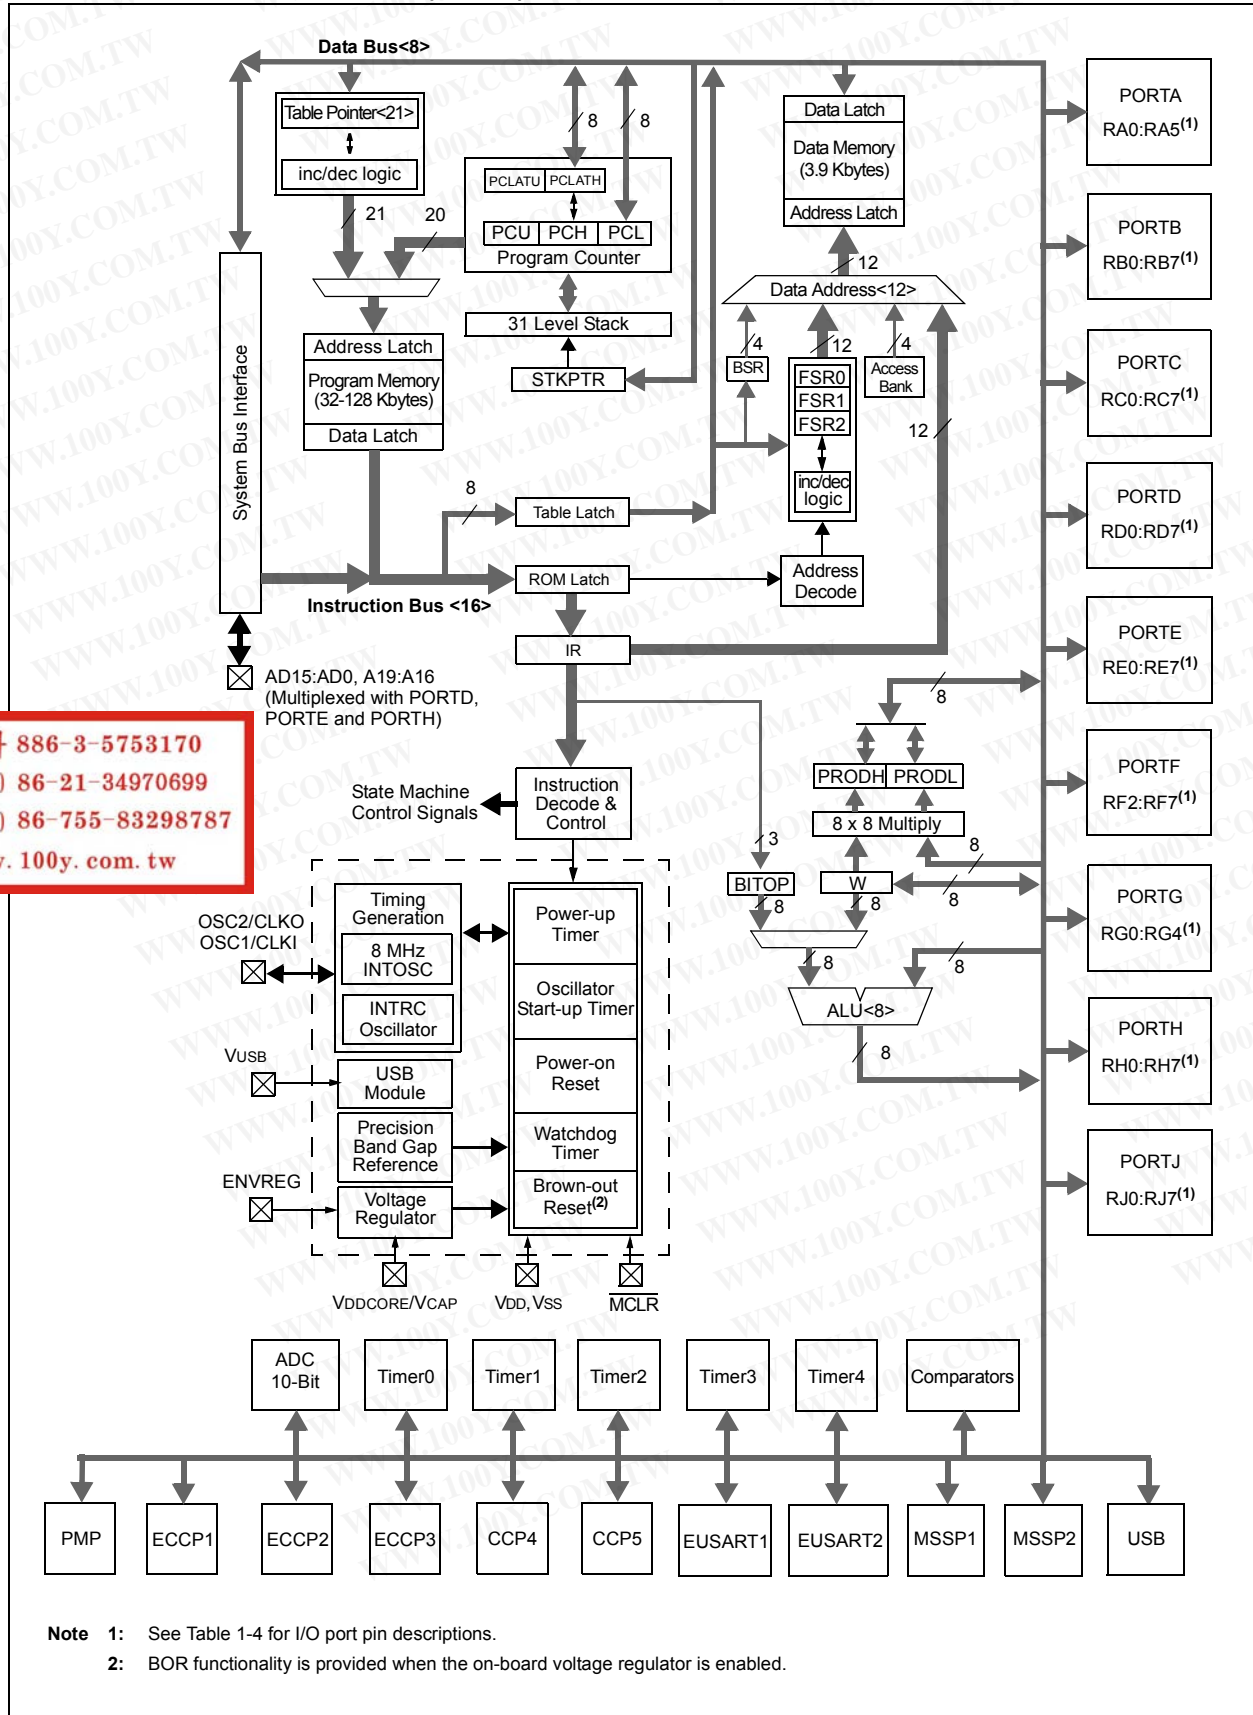 Data Bus<8>
Table Pointer<21>
inc/dec logic
21
20
8
8
PCLATU PCLATH
PCU PCH PCL
Program Counter
31 Level Stack
STKPTR
Data Latch
Data Memory
(3.9 Kbytes)
Address Latch
12
Data Address<12>
4
12
4
BSR
FSR0
FSR1
FSR2
inc/dec
logic
Access
Bank
12
System Bus Interface
Address Latch
Program Memory
(32-128 Kbytes)
Data Latch
8
Table Latch
ROM Latch
Address
Decode
Instruction Bus <16>
IR
AD15:AD0, A19:A16
(Multiplexed with PORTD,
PORTE and PORTH)
8
PRODH PRODL
8 x 8 Multiply
8
3
BITOP
W
8
8
8
8
8
ALU<8>
8
State Machine
Control Signals
Instruction
Decode &
Control
886-3-5753170
86-21-34970699
86-755-83298787
100y. com. tw
Timing
Generation
8 MHz
INTOSC
INTRC
Oscillator
OSC2/CLKO
OSC1/CLKI
VUSB
USB
Module
Precision
Band Gap
Reference
ENVREG
Voltage
Regulator
Power-up
Timer
Oscillator
Start-up Timer
Power-on
Reset
Watchdog
Timer
Brown-out
Reset(2)
VDDCORE/VCAP
VDD, VSS
MCLR
PORTA
RA0:RA5(1)
PORTB
RB0:RB7(1)
PORTC
RC0:RC7(1)
PORTD
RD0:RD7(1)
PORTE
RE0:RE7(1)
PORTF
RF2:RF7(1)
PORTG
RG0:RG4(1)
PORTH
RH0:RH7(1)
PORTJ
RJ0:RJ7(1)
ADC
10-Bit
Timer0
Timer1
Timer2
Timer3
Timer4
Comparators
PMP
ECCP1
ECCP2
ECCP3
CCP4
CCP5
EUSART1
EUSART2
MSSP1
MSSP2
USB
Note 1: See Table 1-4 for I/O port pin descriptions.
2: BOR functionality is provided when the on-board voltage regulator is enabled.
WWW.100Y.COM.TW